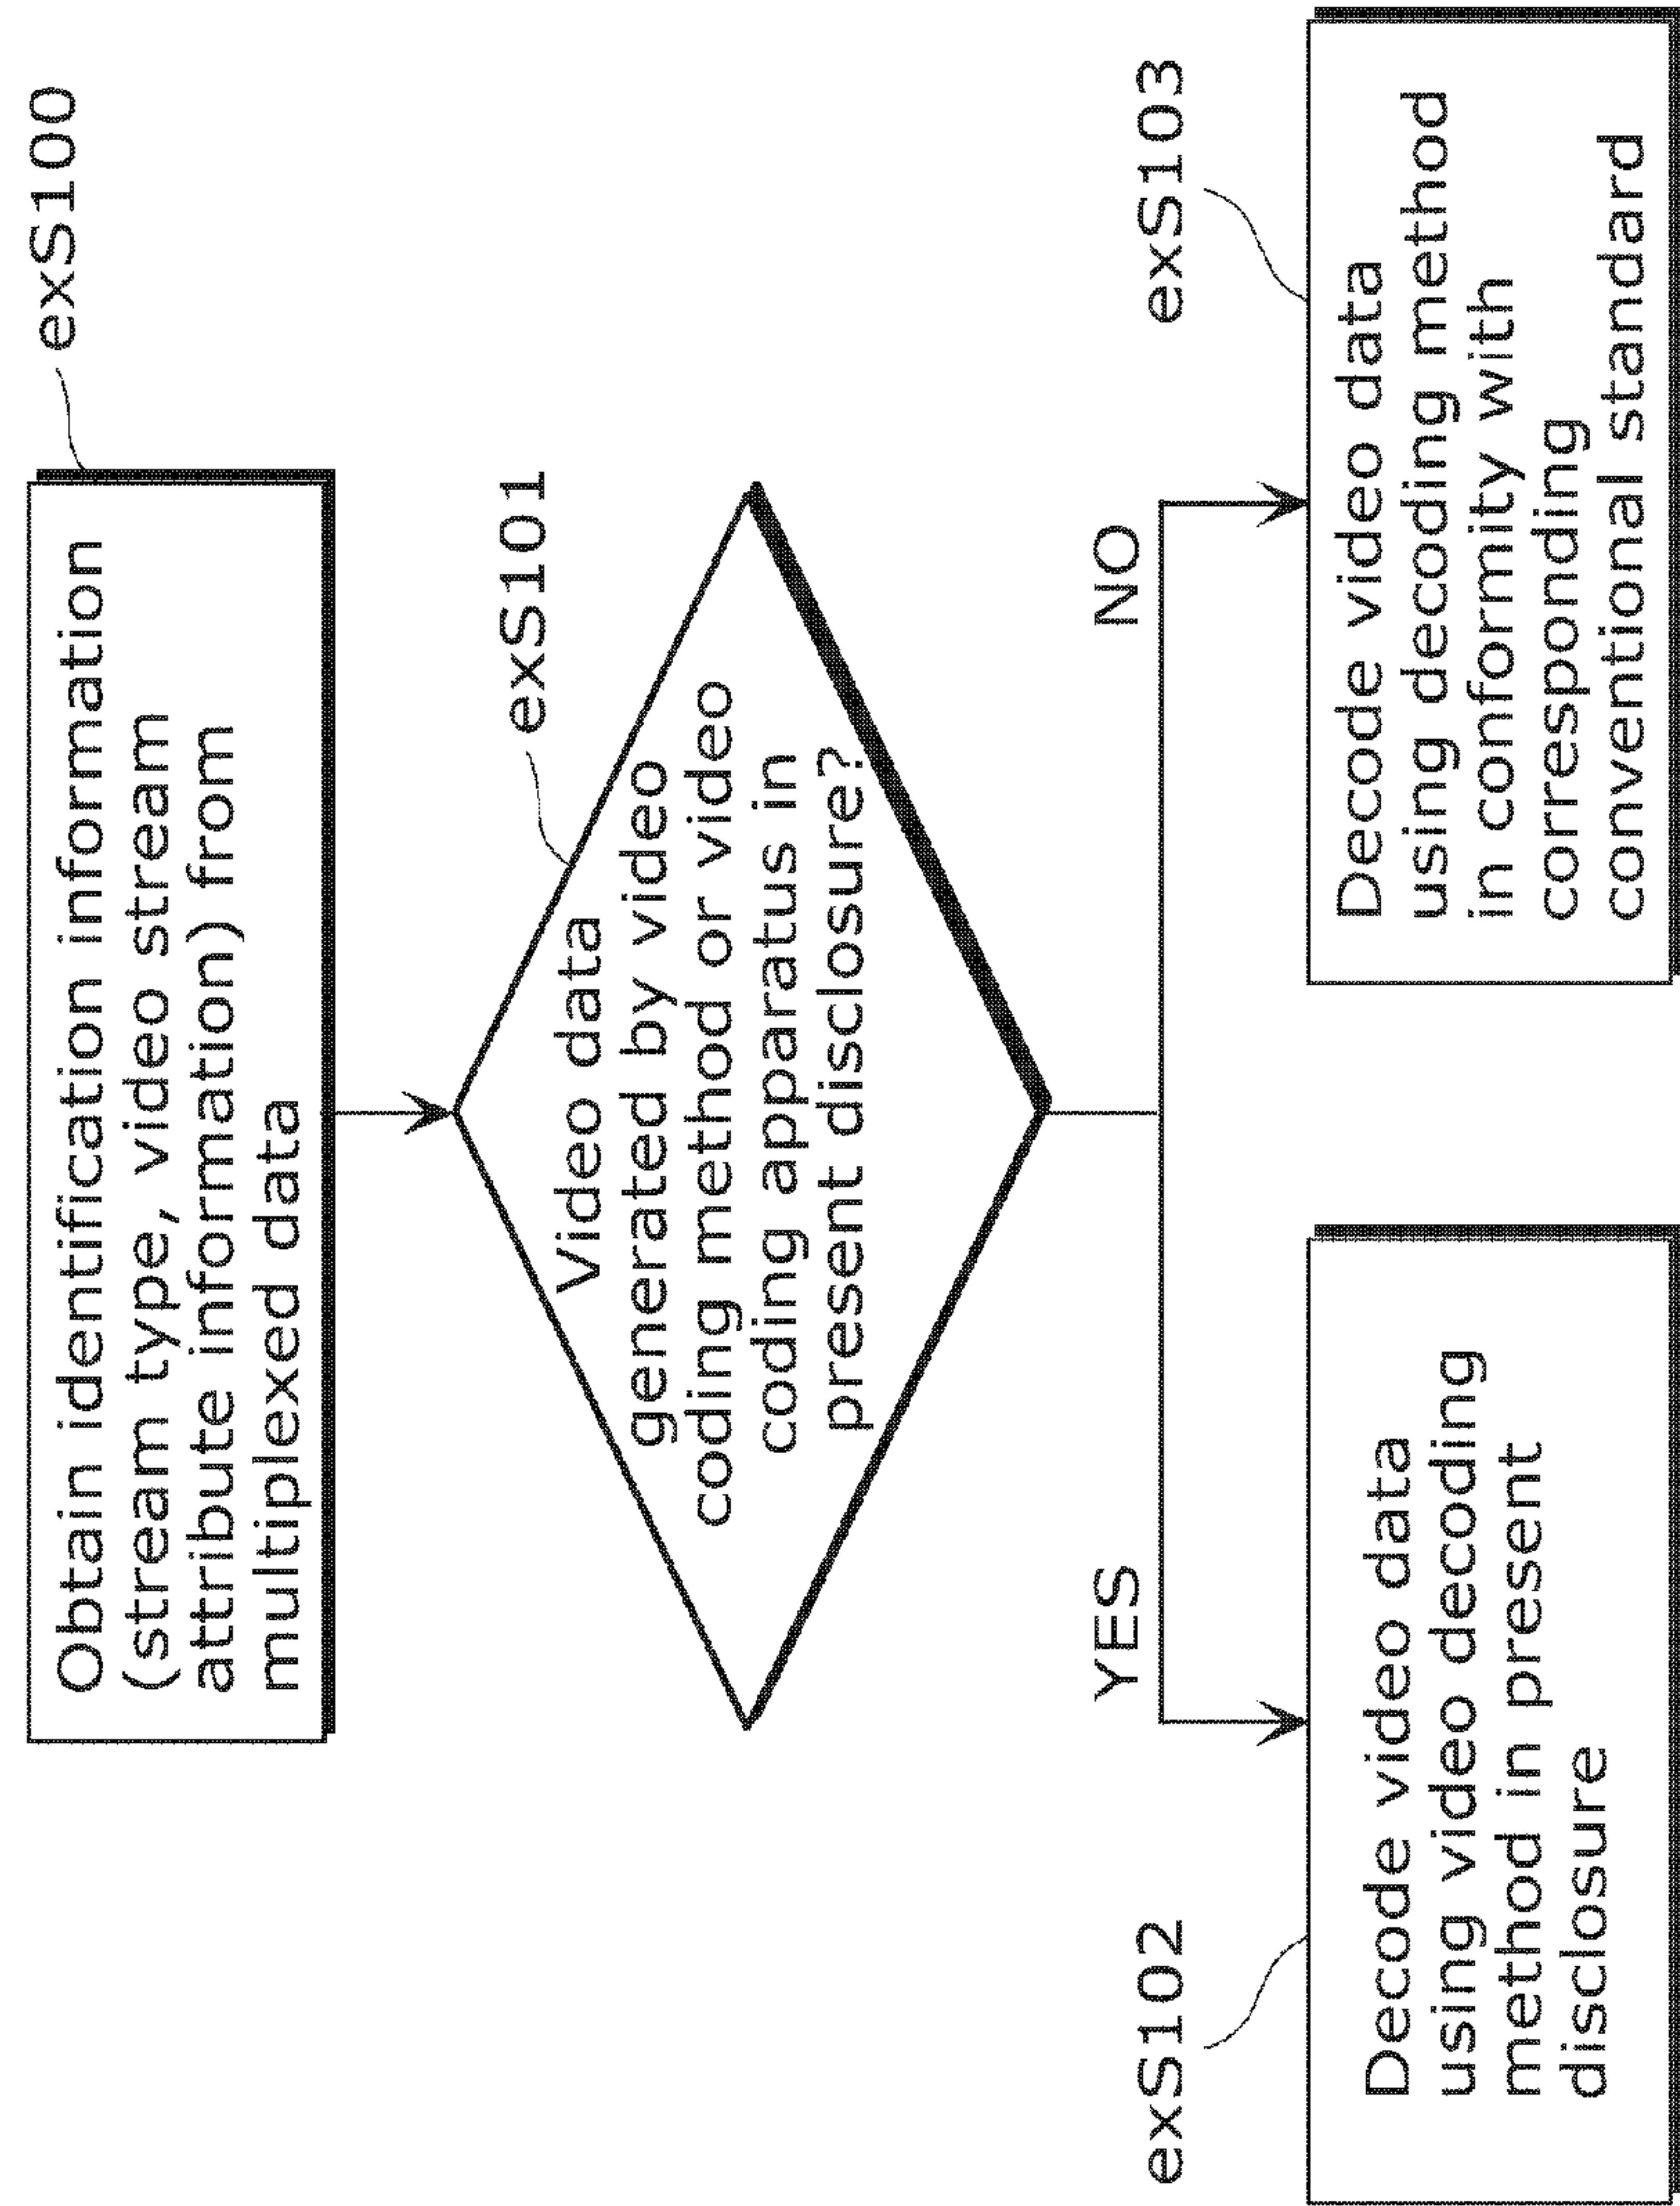 exS100
Obtain identification information
(stream type, video stream
attribute information) from
multiplexed data
exS101
Video data
generated by video
coding method or video
coding apparatus in
present disclosure?
YES
NO
exS102
Decode video data
using video decoding
method in present
disclosure
exS103
Decode video data
using decoding method
in conformity with
corresponding
conventional standard